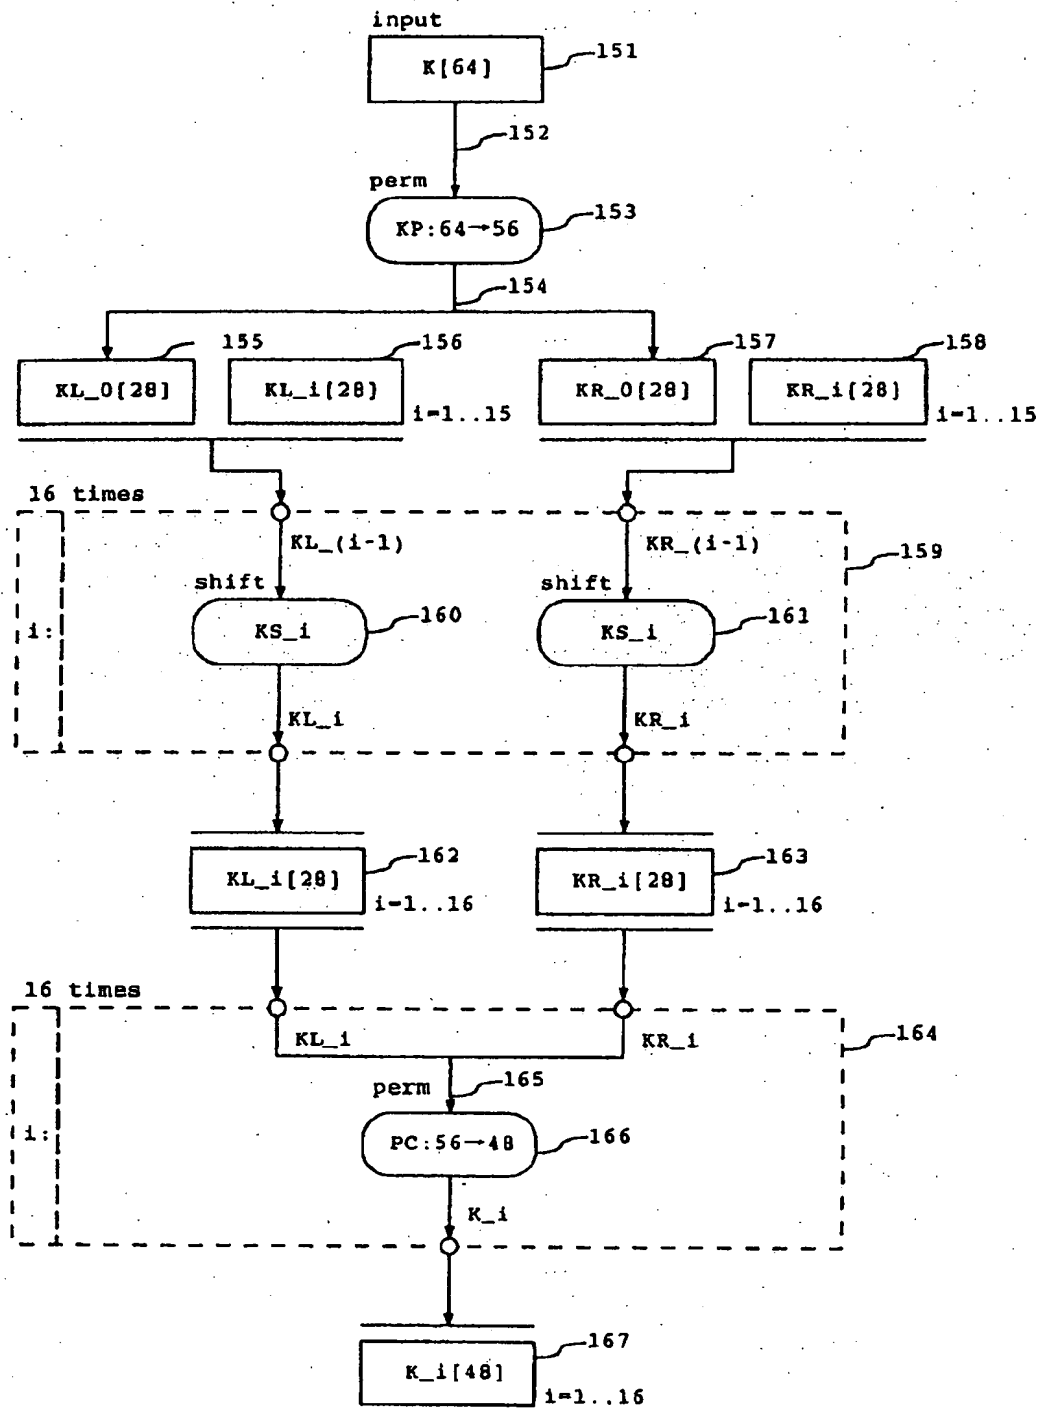 input
K[64]
151
152
perm
KP:64→56
153
154
155
156
157
158
KL_0[28]
KL_i[28]
i=1..15
KR_0[28]
KR_i[28]
i=1..15
16 times
KL_(i-1)
KR_(i-1)
159
shift
shift
i:
KS_i
160
KS_i
161
KL_i
KR_i
KL_i[28]
162
i=1..16
KR_i[28]
163
i=1..16
16 times
KL_i
KR_i
164
perm
165
i:
PC:56→48
166
K_i
K_i[48]
167
i=1..16